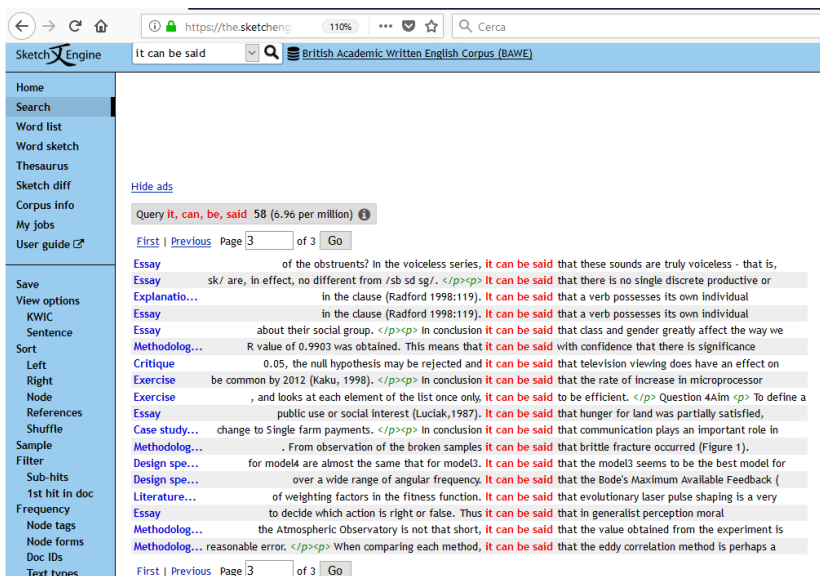 https://the.sketcheng 110% Cerca
Sketch Engine it can be said British Academic Written English Corpus (BAWE)
Home
Search
Word list
Word sketch
Thesaurus
Sketch diff
Corpus info
My jobs
User guide
Save
View options
KWIC
Sentence
Sort
Left
Right
Node
References
Shuffle
Sample
Filter
Sub-hits
1st hit in doc
Frequency
Node tags
Node forms
Doc IDs
Text types
Hide ads
Query it, can, be, said 58 (6.96 per million)
First | Previous Page 3 of 3 Go
Essay of the obstruents? In the voiceless series, it can be said that these sounds are truly voiceless - that is,
Essay sk/ are, in effect, no different from /sb sd sg/. </p><p> It can be said that there is no single discrete productive or
Explanatio... in the clause (Radford 1998:119). It can be said that a verb possesses its own individual
Essay in the clause (Radford 1998:119). It can be said that a verb possesses its own individual
Essay about their social group. </p><p> In conclusion it can be said that class and gender greatly affect the way we
Methodolog... R value of 0.9903 was obtained. This means that it can be said with confidence that there is significance
Critique 0.05, the null hypothesis may be rejected and it can be said that television viewing does have an effect on
Exercise be common by 2012 (Kaku, 1998). </p><p> In conclusion it can be said that the rate of increase in microprocessor
Exercise , and looks at each element of the list once only, it can be said to be efficient. </p> Question 4Aim <p> To define a
Essay public use or social interest (Luciak,1987). It can be said that hunger for land was partially satisfied,
Case study... change to Single farm payments. </p><p> In conclusion it can be said that communication plays an important role in
Methodolog... . From observation of the broken samples it can be said that brittle fracture occurred (Figure 1).
Design spe... for model4 are almost the same that for model3. It can be said that the model3 seems to be the best model for
Design spe... over a wide range of angular frequency. It can be said that the Bode's Maximum Available Feedback (
Literature... of weighting factors in the fitness function. It can be said that evolutionary laser pulse shaping is a very
Essay to decide which action is right or false. Thus it can be said that in generalist perception moral
Methodolog... the Atmospheric Observatory is not that short, it can be said that the value obtained from the experiment is
Methodolog... reasonable error. </p><p> When comparing each method, it can be said that the eddy correlation method is perhaps a
First | Previous Page 3 of 3 Go